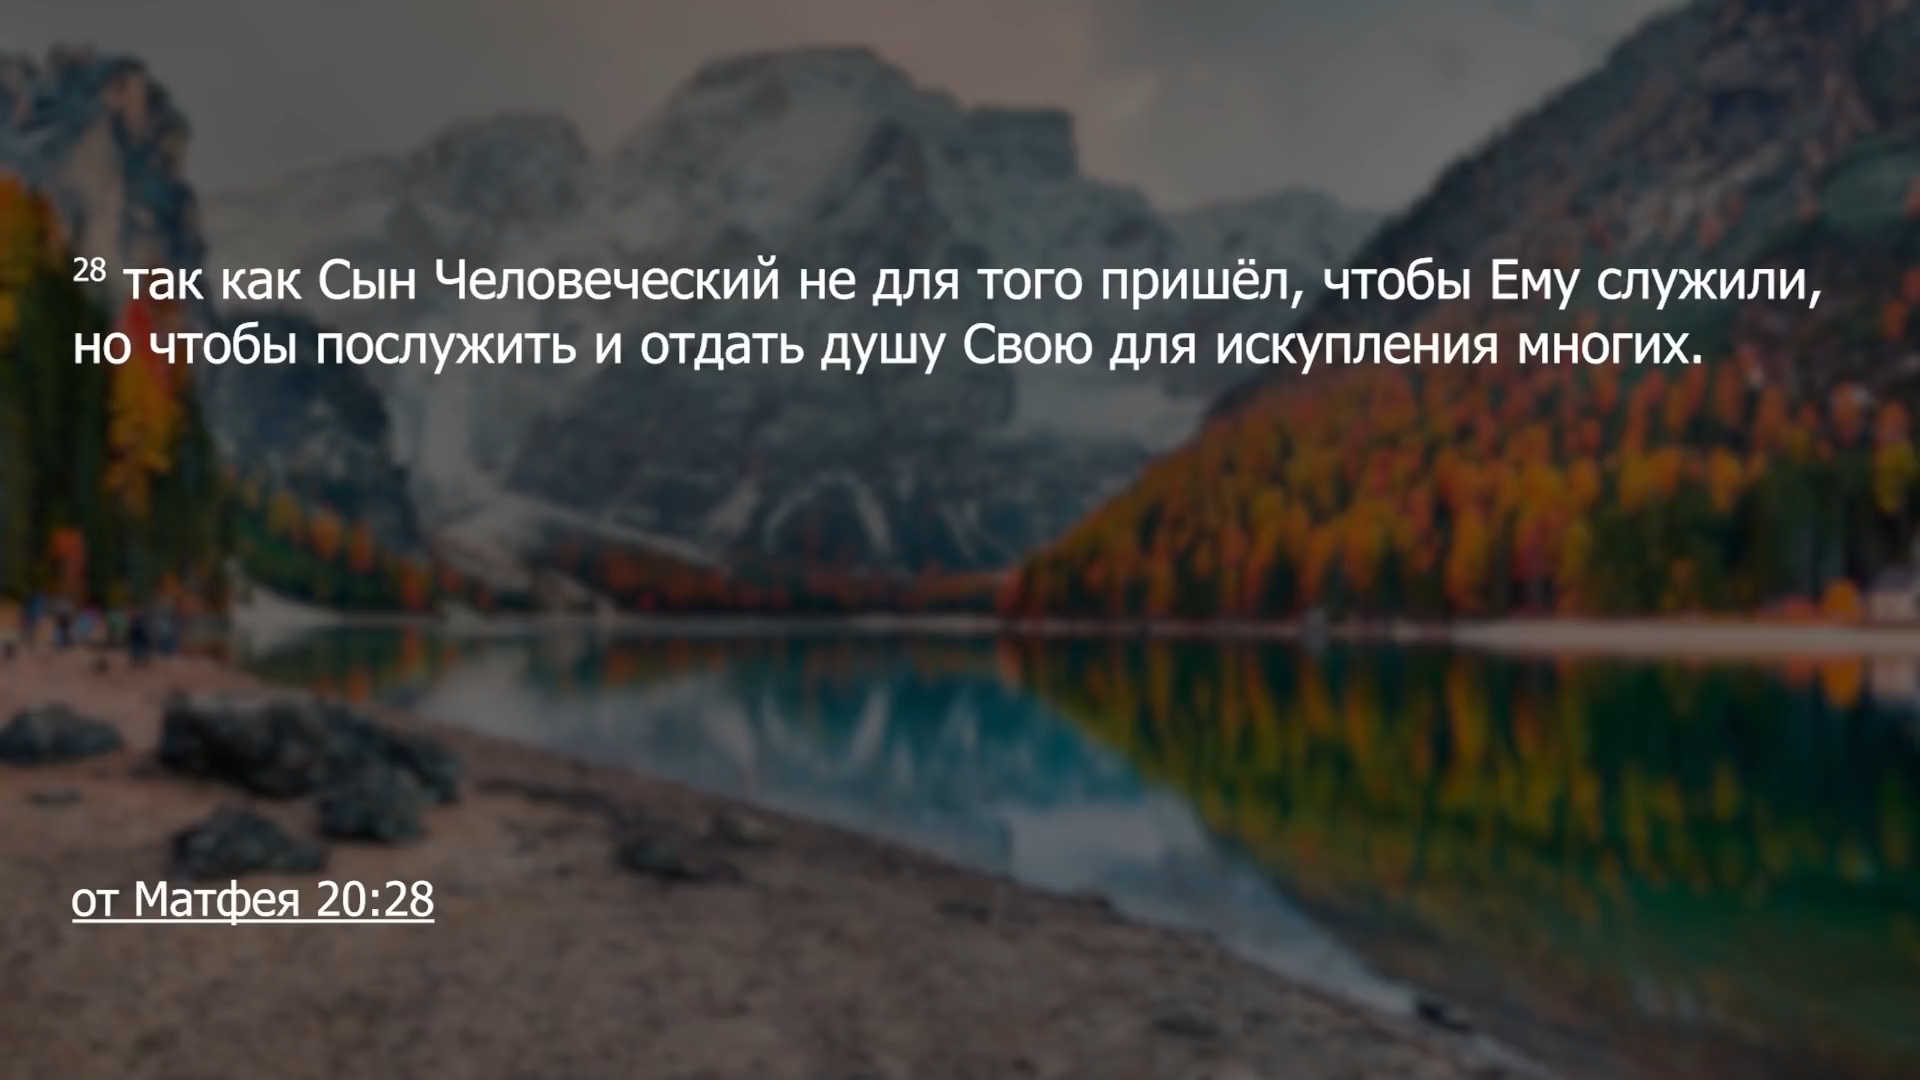 28 так как Сын Человеческий не для того пришёл, чтобы Ему служили,
но чтобы послужить и отдать душу Свою для искупления многих.
от Матфея 20:28